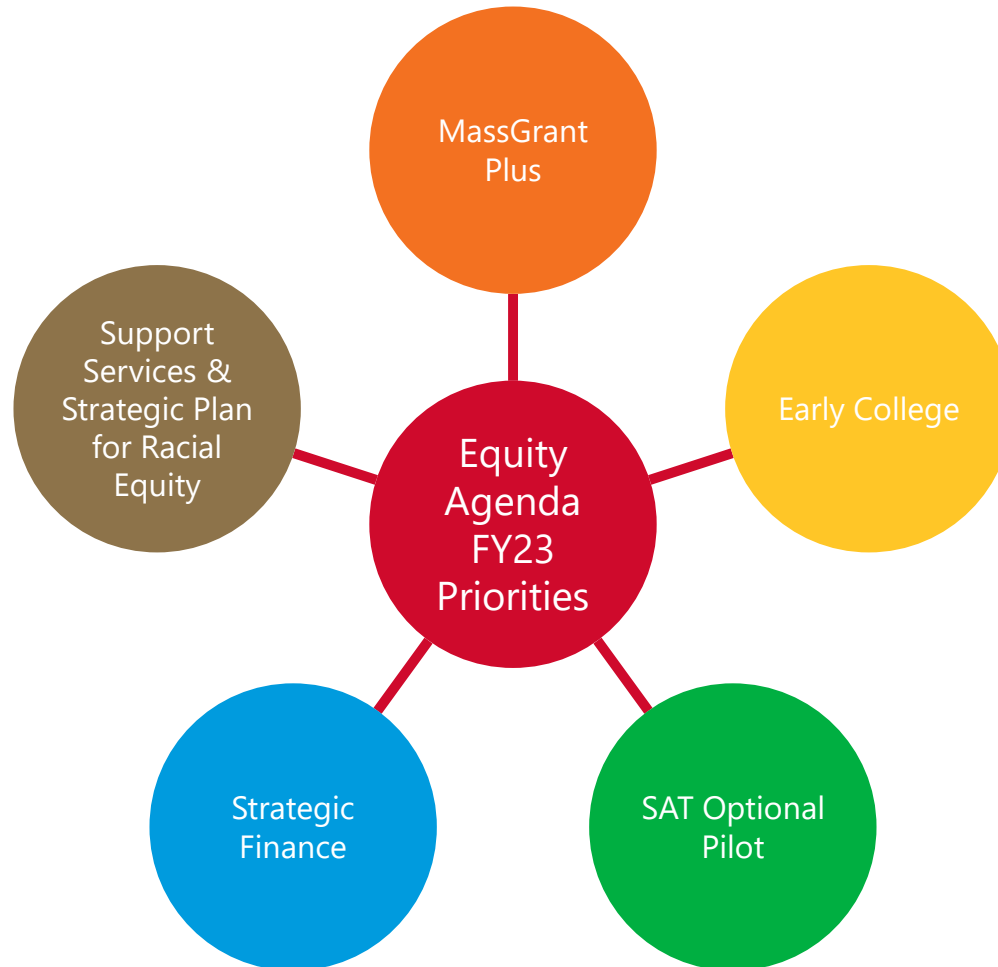 MassGrant
Plus
Support
Services &
Strategic Plan
for Racial
Equity
Early College
Equity
Agenda
FY23
Priorities
Strategic
Finance
SAT Optional
Pilot